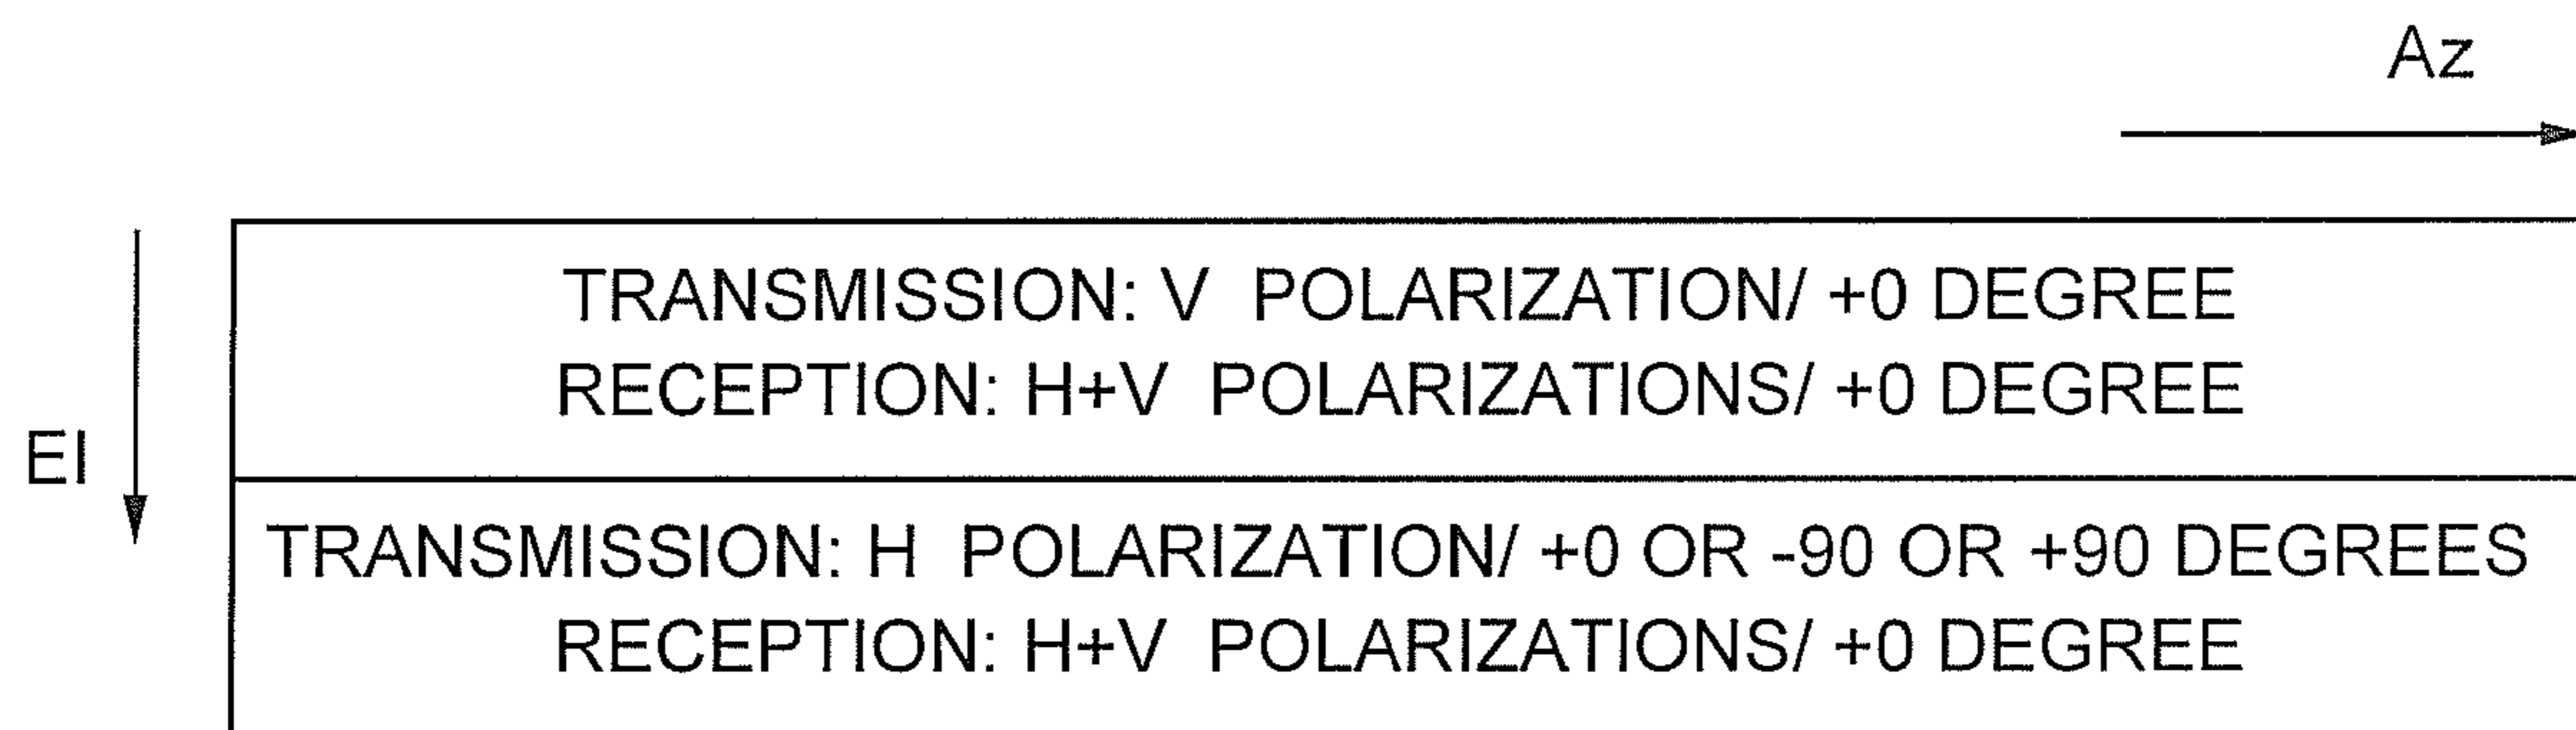 Az
TRANSMISSION: V POLARIZATION/ +0 DEGREE
RECEPTION: H+V POLARIZATIONS/ +0 DEGREE
El
TRANSMISSION: H POLARIZATION/ +0 OR -90 OR +90 DEGREES
RECEPTION: H+V POLARIZATIONS/ +0 DEGREE